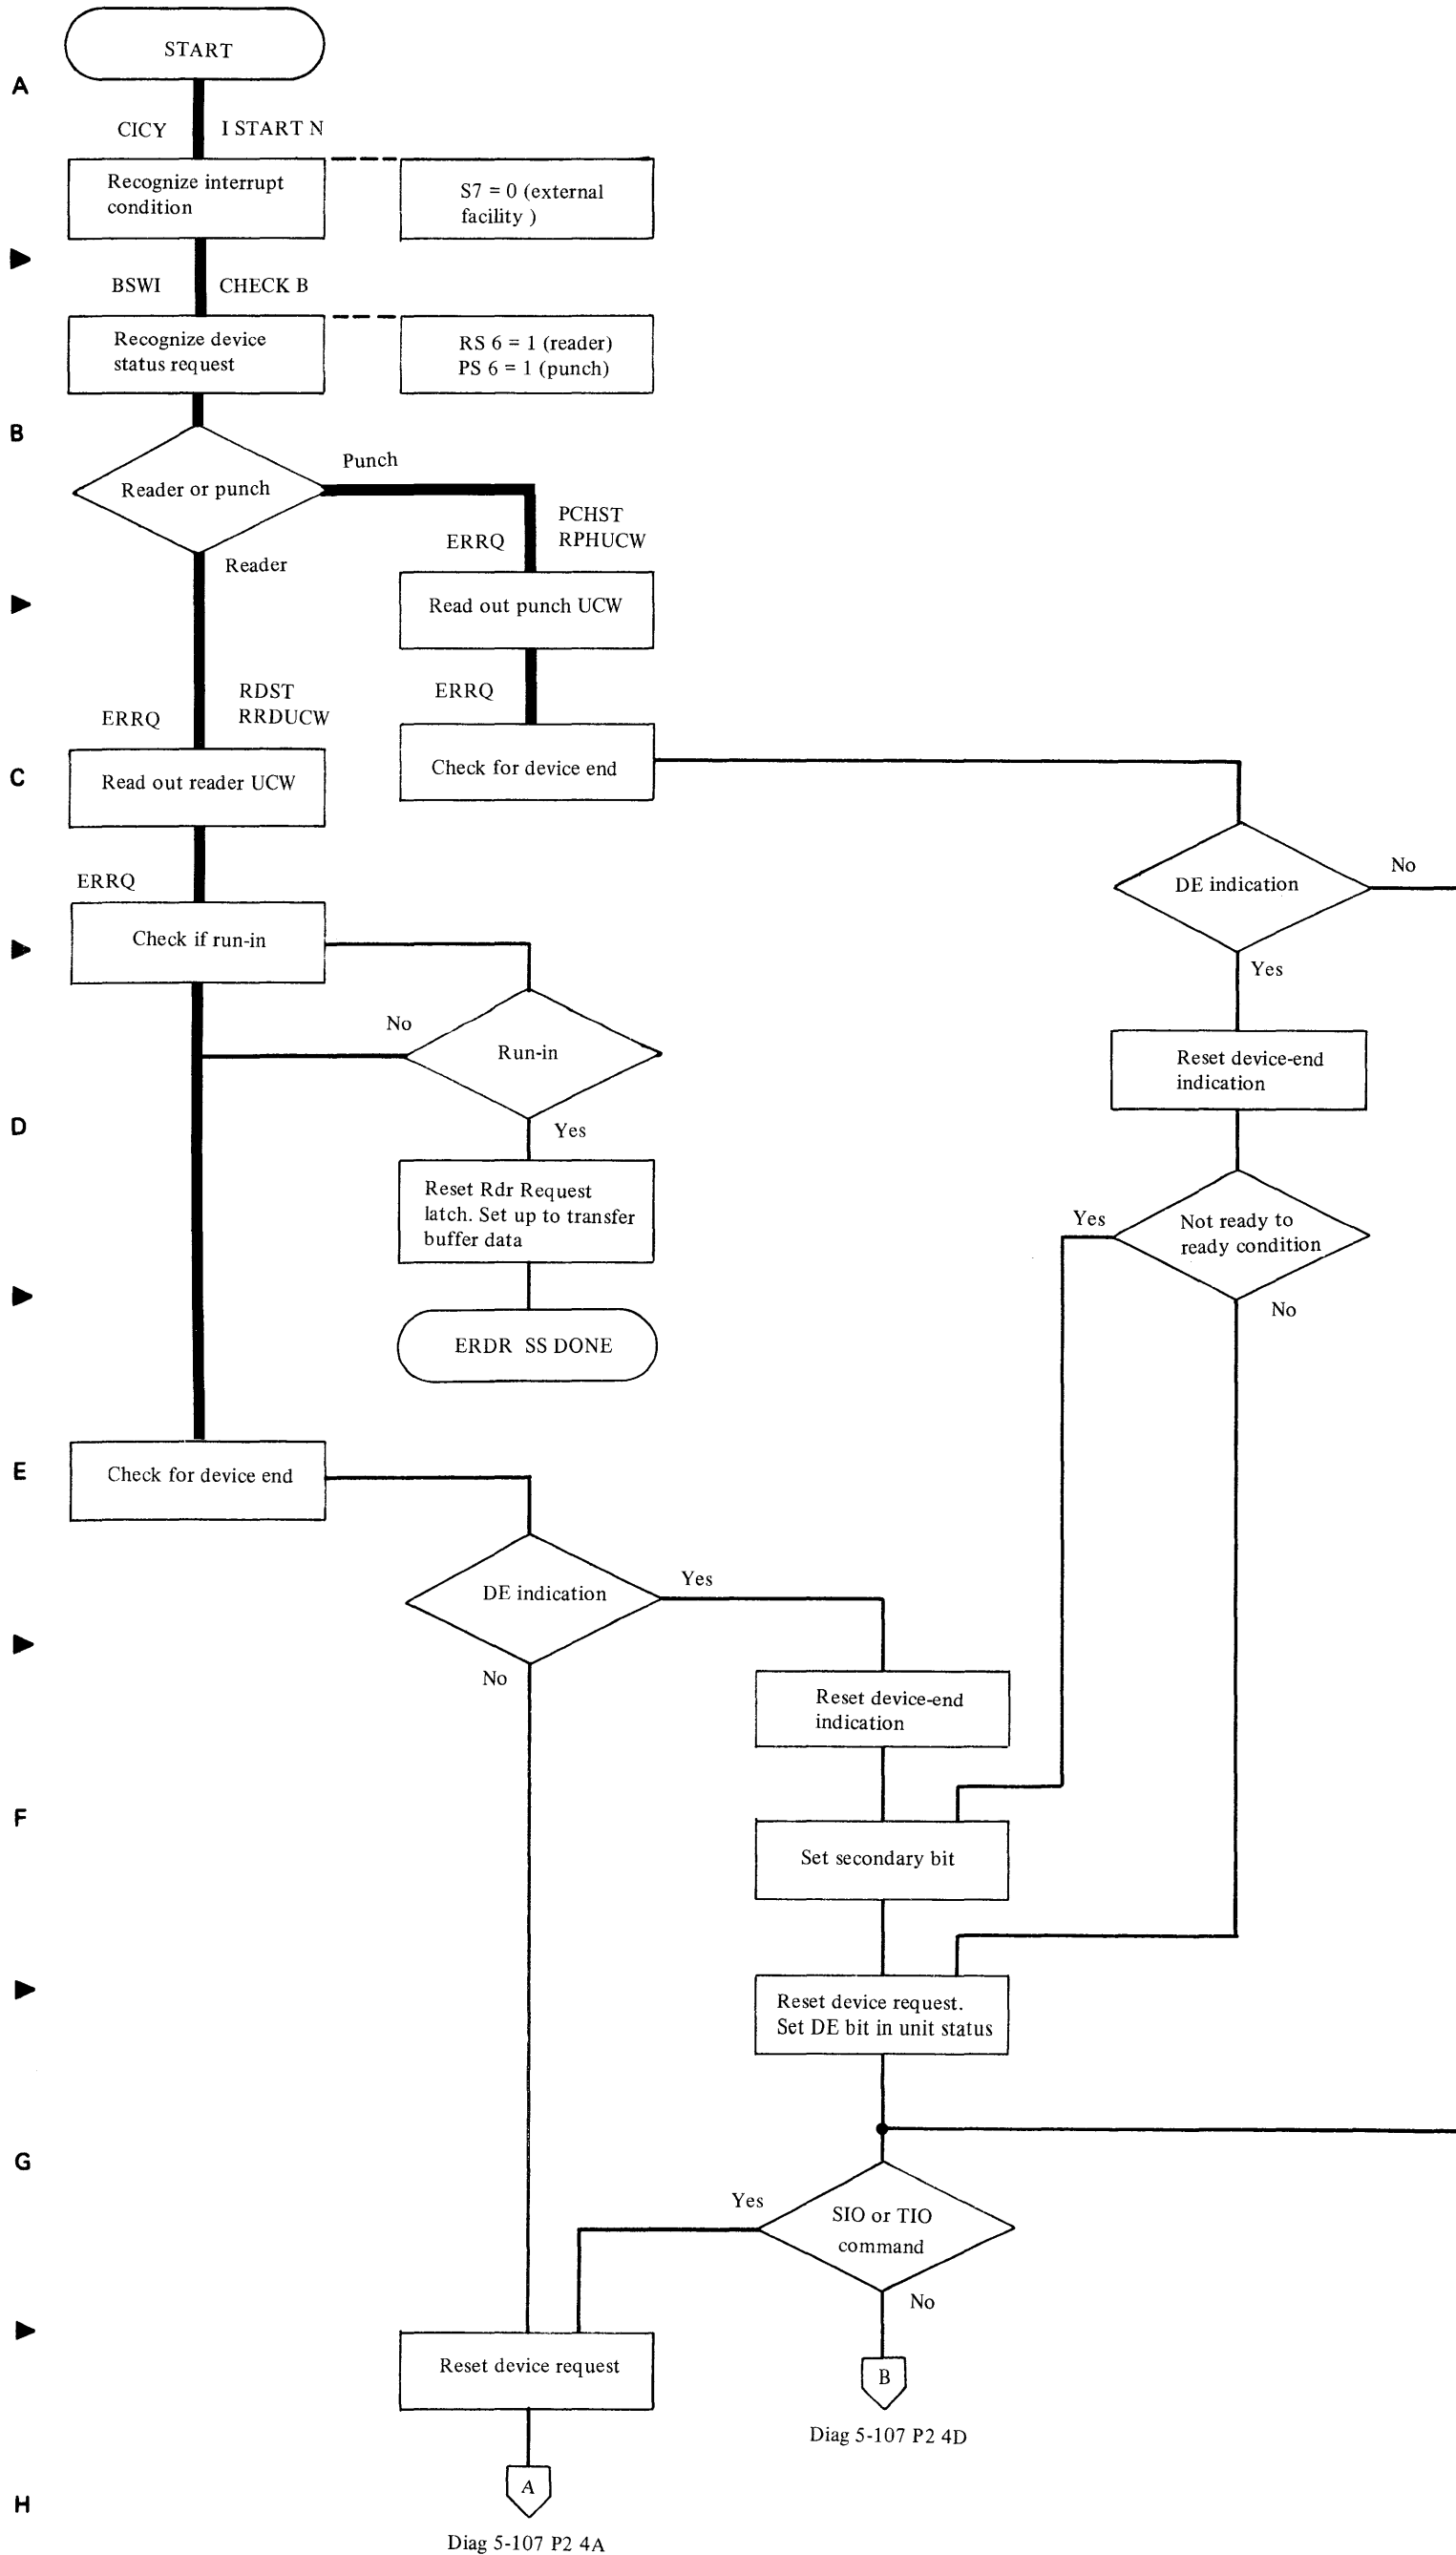 START
A
CICY I START N
Recognize interrupt
condition
S7 = 0 (external
facility )
BSWI CHECK B
Recognize device
status request
RS 6 = 1 (reader)
PS 6 = 1 (punch)
B
Reader or punch
Punch
Reader
ERRQ
PCHST
RPHUCW
Read out punch UCW
ERRQ
RDST
RRDUCW
ERRQ
C
Read out reader UCW
Check for device end
DE indication
No
Yes
ERRQ
Check if run-in
No
Run-in
Yes
Reset device-end
indication
D
Reset Rdr Request
latch. Set up to transfer
buffer data
Yes
Not ready to
ready condition
No
ERDR SS DONE
E
Check for device end
DE indication
Yes
No
Reset device-end
indication
F
Set secondary bit
Reset device request.
Set DE bit in unit status
G
Yes
SIO or TIO
command
No
Reset device request
B
Diag 5-107 P2 4D
A
H
Diag 5-107 P2 4A